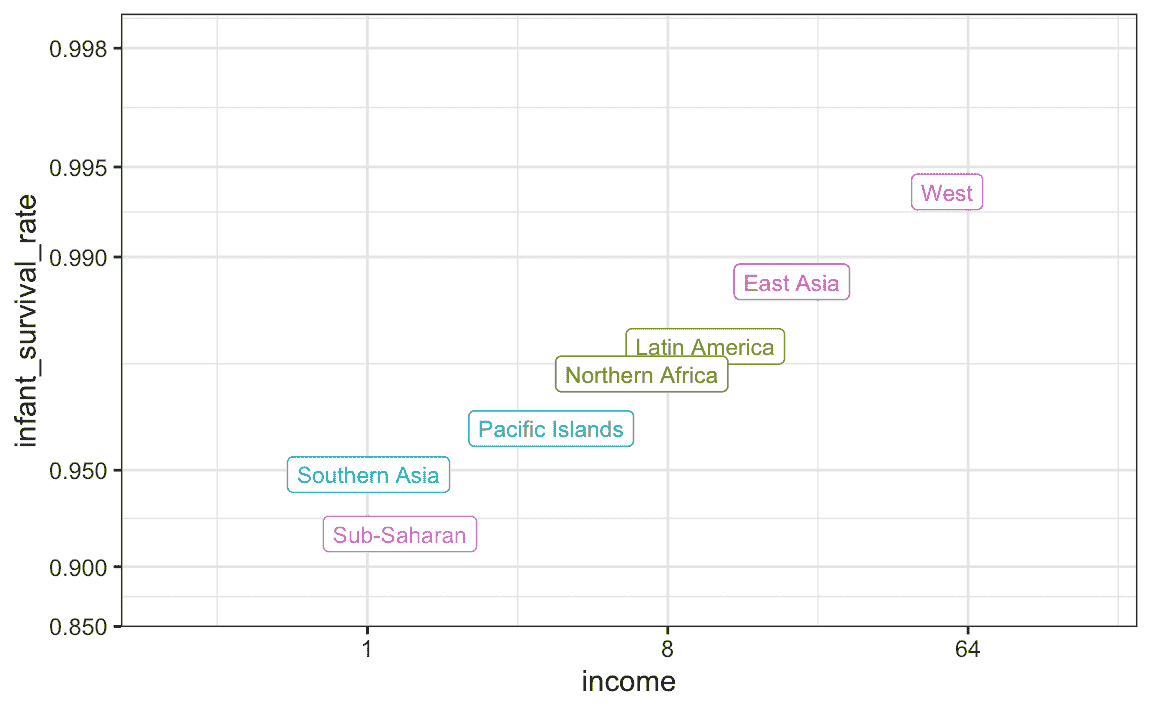 0.998
0.995
West
0.990
East Asia
Latin America
Northern Africa
Pacific Islands
0.950
Southern Asia
Sub-Saharan
0.900
0.850
infant_survival_rate
1 8 64
income